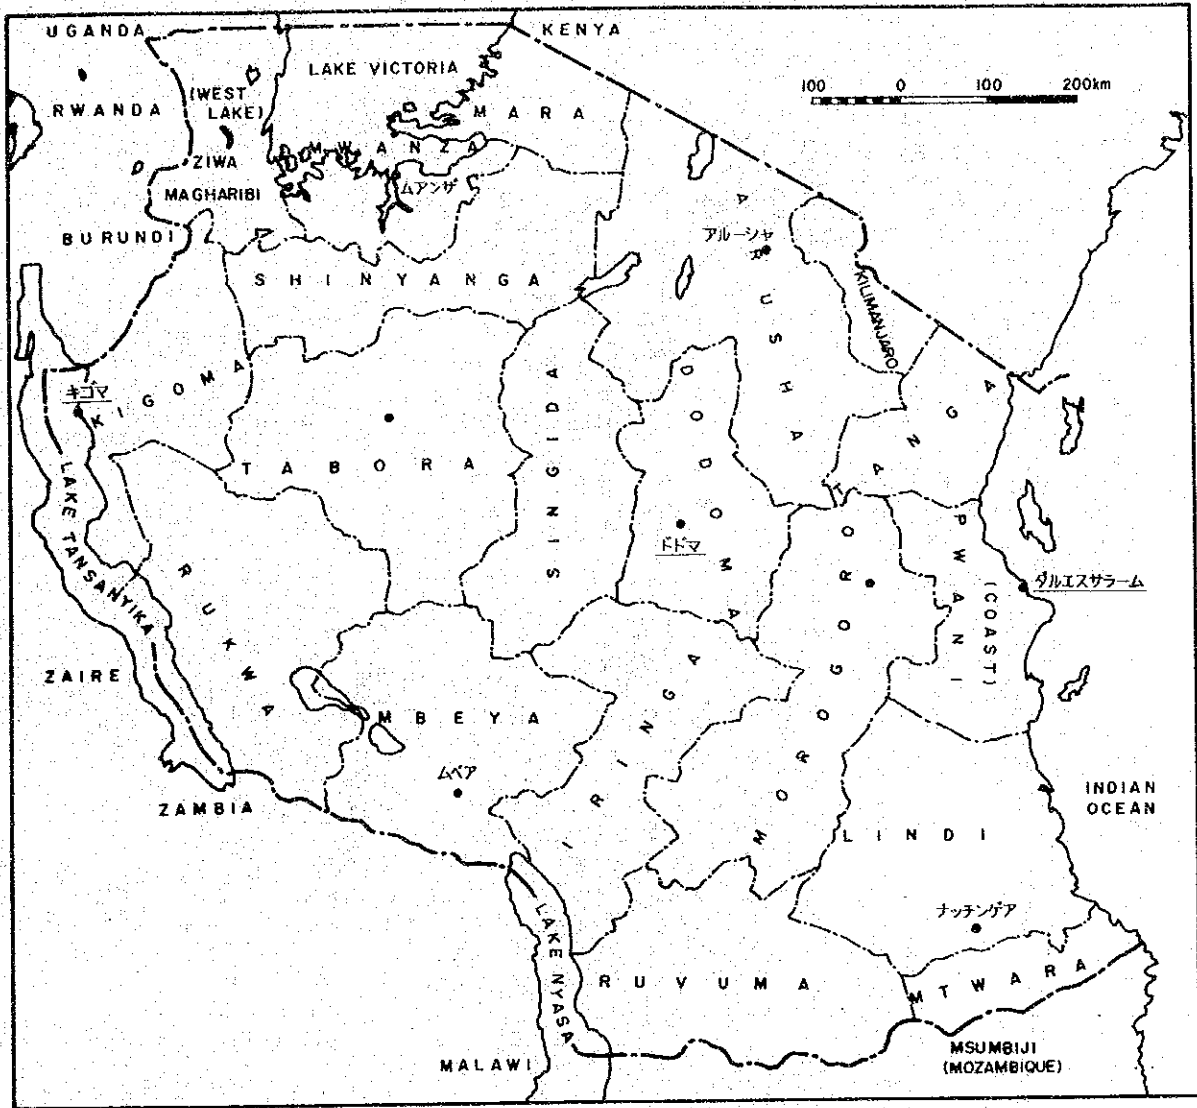 UGANDA
KENYA
LAKE VICTORIA
100 0 100 200km
(WEST
LAKE)
RWANDA
MARA
MWANZA
ZIWA
MAGHARIBI
ムアンザ
BURUNDI
アルーシャ
ARUSHA
SHINYANGA
KILIMANJARO
キゴマ
KIGOMA
TABORA
SINGIDA
DODOMA
TANGA
LAKE TANSANYIKA
ドドマ
MOROGORO
PWANI
(COAST)
ダルエスサラーム
RUKWA
ZAIRE
MBEYA
IRINGA
ムベア
ZAMBIA
INDIAN
OCEAN
LINDI
ナッチンゲア
LAKE NYASA
RUVUMA
MTWARA
MALAWI
MSUMBIJI
(MOZAMBIQUE)